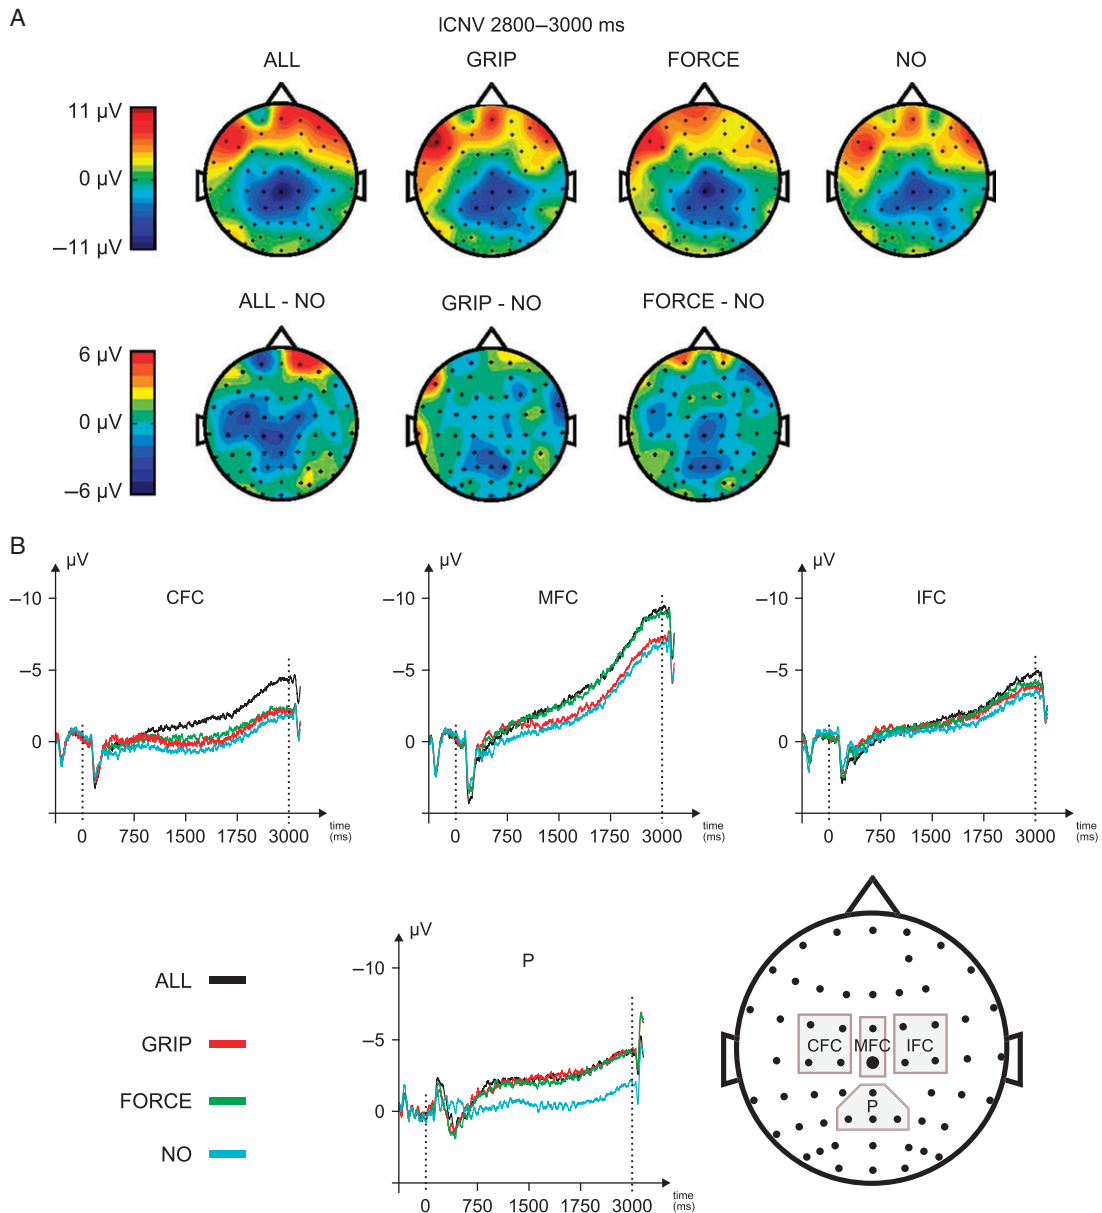 A
ICNV 2800–3000 ms
ALL GRIP FORCE NO
11 µV
0 µV
–11 µV
ALL - NO GRIP - NO FORCE - NO
6 µV
0 µV
–6 µV
B
µV µV µV
CFC MFC IFC
–10 –10 –10
–5 –5 –5
0 0 0
0 750 1500 1750 3000 time (ms)
0 750 1500 1750 3000 time (ms)
0 750 1500 1750 3000 time (ms)
ALL
GRIP
FORCE
NO
µV
P
–10
–5
0
0 750 1500 1750 3000 time (ms)
CFC MFC IFC
P